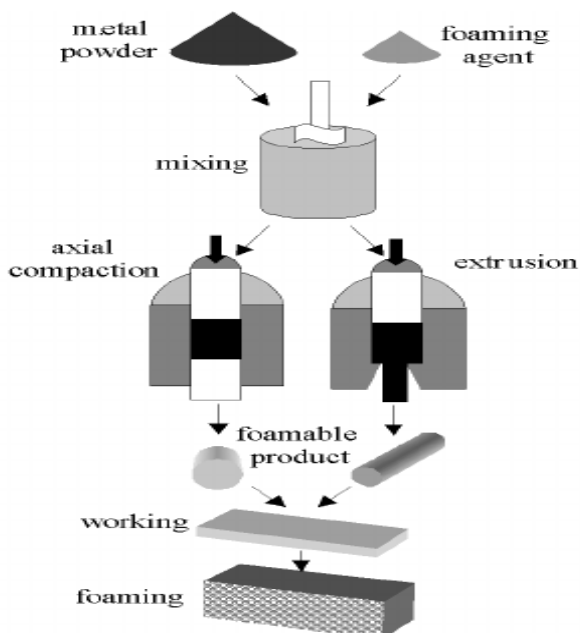 metal
powder
foaming
agent
mixing
axial
compaction
extrusion
foamable
product
working
foaming